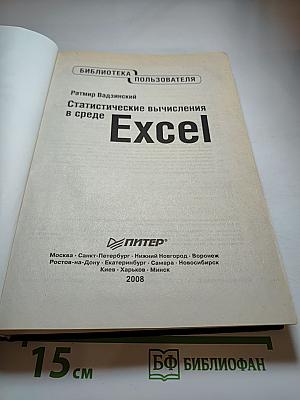 БИБЛИОТЕКА
ПОЛЬЗОВАТЕЛЯ
Ратмир Вадзинский
Статистические вычисления
в среде Excel
ПИТЕР®
Москва · Санкт-Петербург · Нижний Новгород · Воронеж
Ростов-на-Дону · Екатеринбург · Самара · Новосибирск
Киев · Харьков · Минск
2008
15 см
БФ БИБЛИОФАН